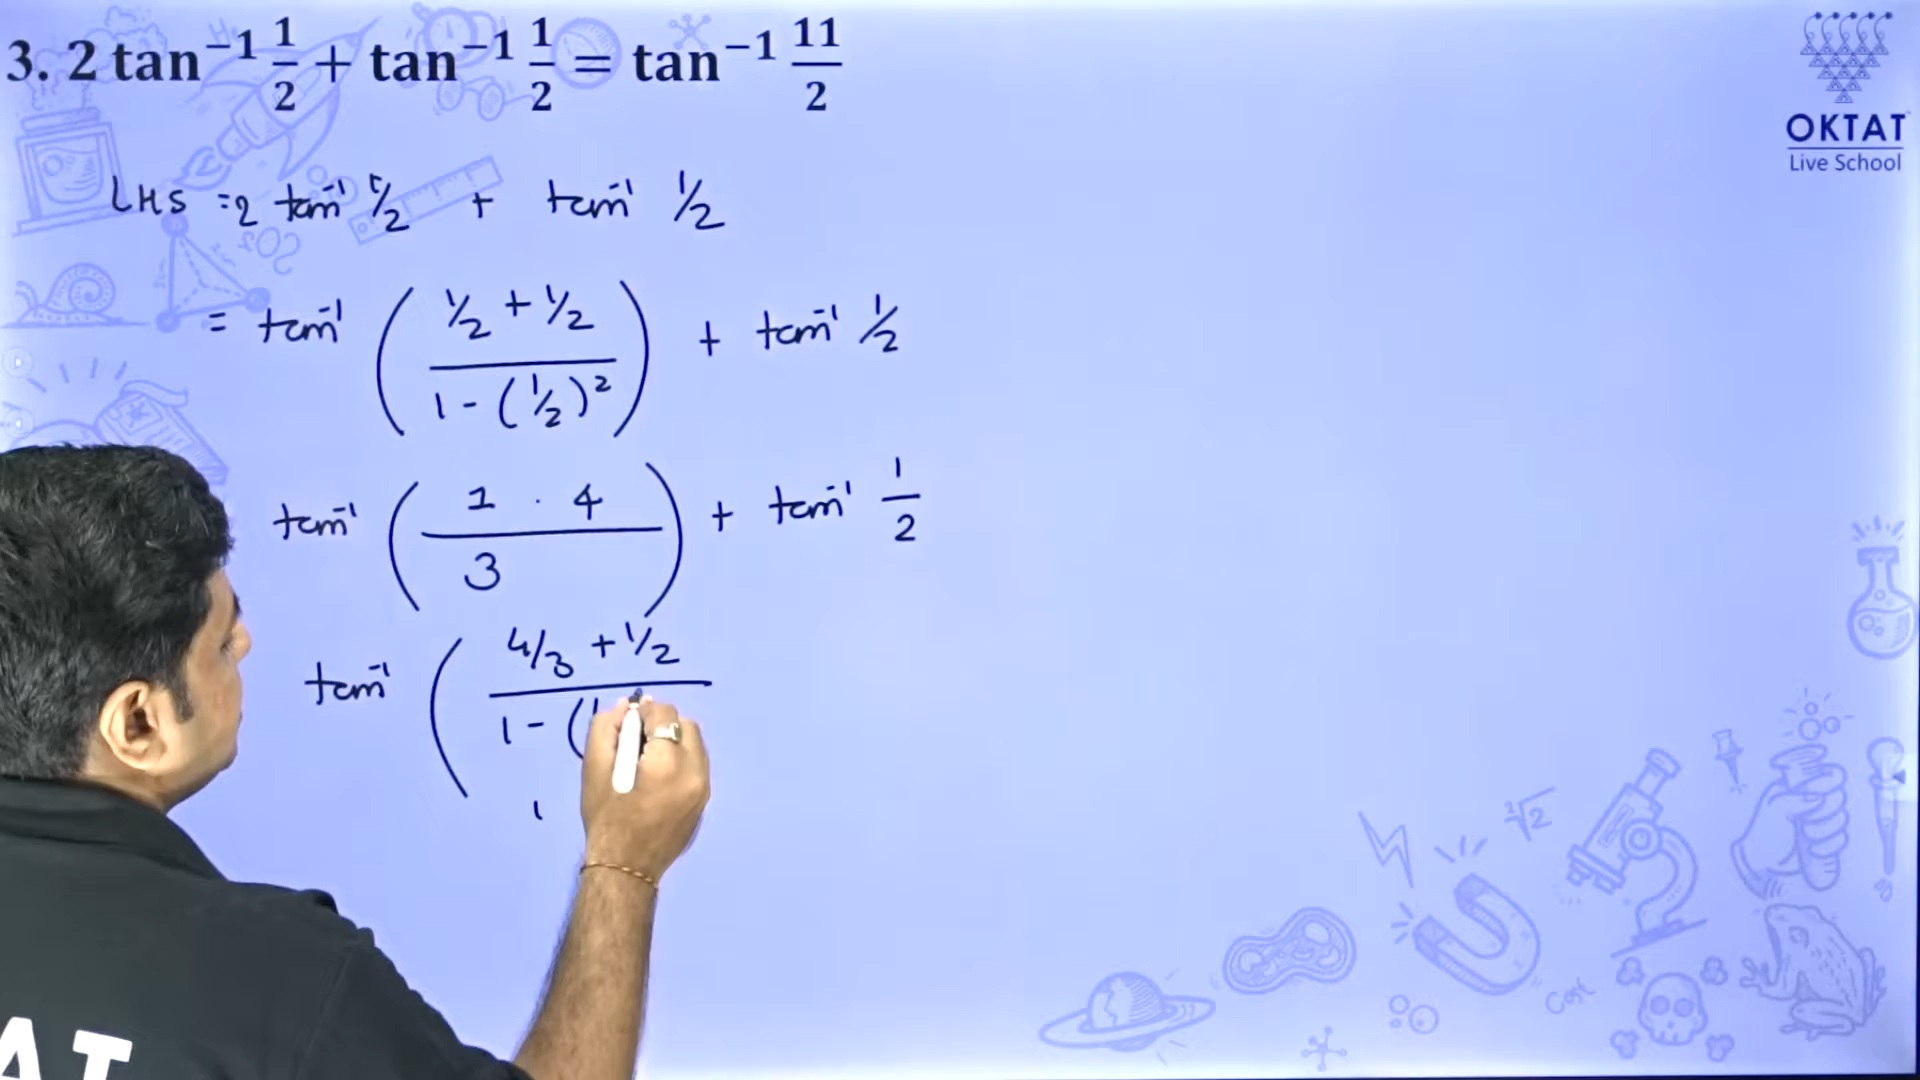 3. 2 tan⁻¹ 1/2 + tan⁻¹ 1/2 = tan⁻¹ 11/2
OKTAT
Live School
LHS = 2 tan⁻¹ 1/2 + tan⁻¹ 1/2
= tan⁻¹ ( (1/2 + 1/2) / (1 - (1/2)²) ) + tan⁻¹ 1/2
tan⁻¹ ( (1 · 4) / 3 ) + tan⁻¹ 1/2
tan⁻¹ ( (4/3 + 1/2) / (1 - (
∛2
Cost
AT